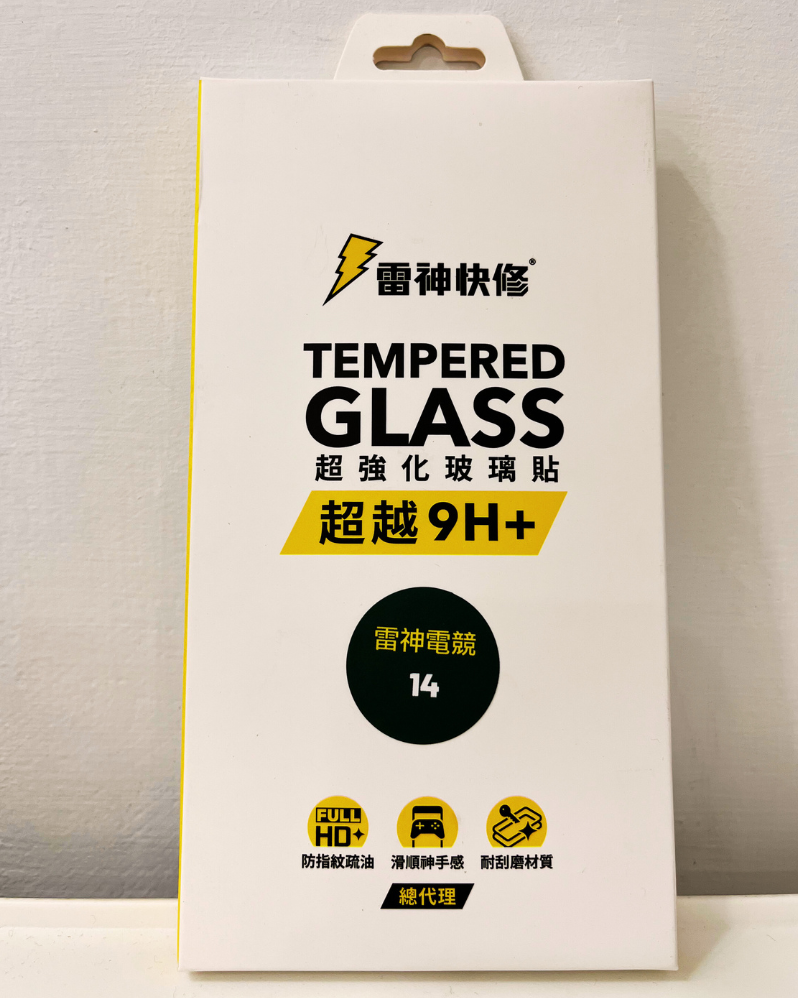 雷神快修®
TEMPERED
GLASS
超強化玻璃貼
超越9H+
雷神電競
14
FULL
HD
防指紋疏油
滑順神手感
耐刮磨材質
總代理